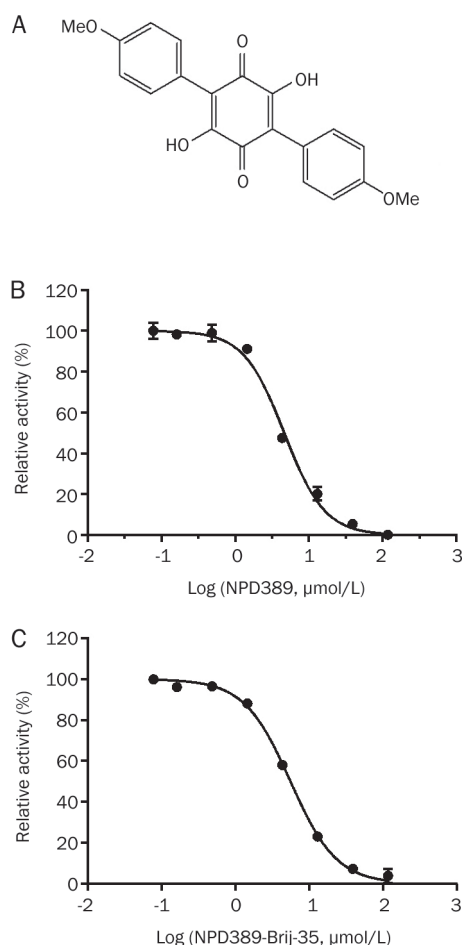 A
MeO
O
OH
HO
O
OMe
B
120
100
80
60
40
20
0
Relative activity (%)
-2 -1 0 1 2 3
Log (NPD389, μmol/L)
C
120
100
80
60
40
20
0
Relative activity (%)
-2 -1 0 1 2 3
Log (NPD389-Brij-35, μmol/L)